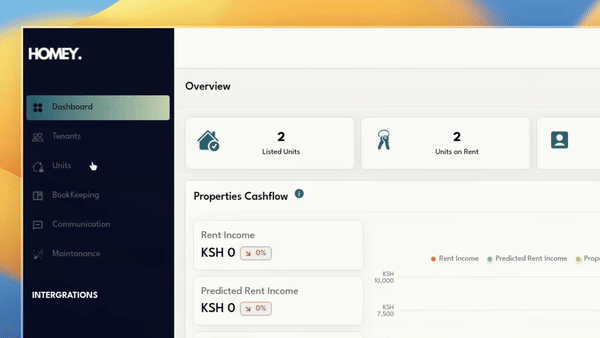 HOMEY.
Dashboard
Tenants
Units
BookKeeping
Communication
Maintanance
INTERGRATIONS
Overview
2
Listed Units
2
Units on Rent
Properties Cashflow
Rent Income
KSH 0 0%
Predicted Rent Income
KSH 0 0%
Rent Income Predicted Rent Income Prope
KSH
10,000
KSH
7,500